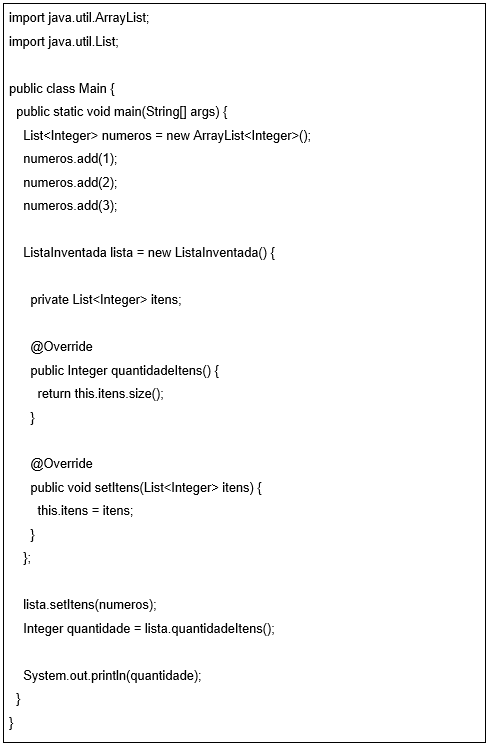 import java.util.ArrayList;
import java.util.List;

public class Main {
  public static void main(String[] args) {
    List<Integer> numeros = new ArrayList<Integer>();
    numeros.add(1);
    numeros.add(2);
    numeros.add(3);

    ListaInventada lista = new ListaInventada() {

      private List<Integer> itens;

      @Override
      public Integer quantidadeItens() {
        return this.itens.size();
      }

      @Override
      public void setItens(List<Integer> itens) {
        this.itens = itens;
      }
    };

    lista.setItens(numeros);
    Integer quantidade = lista.quantidadeItens();

    System.out.println(quantidade);
  }
}